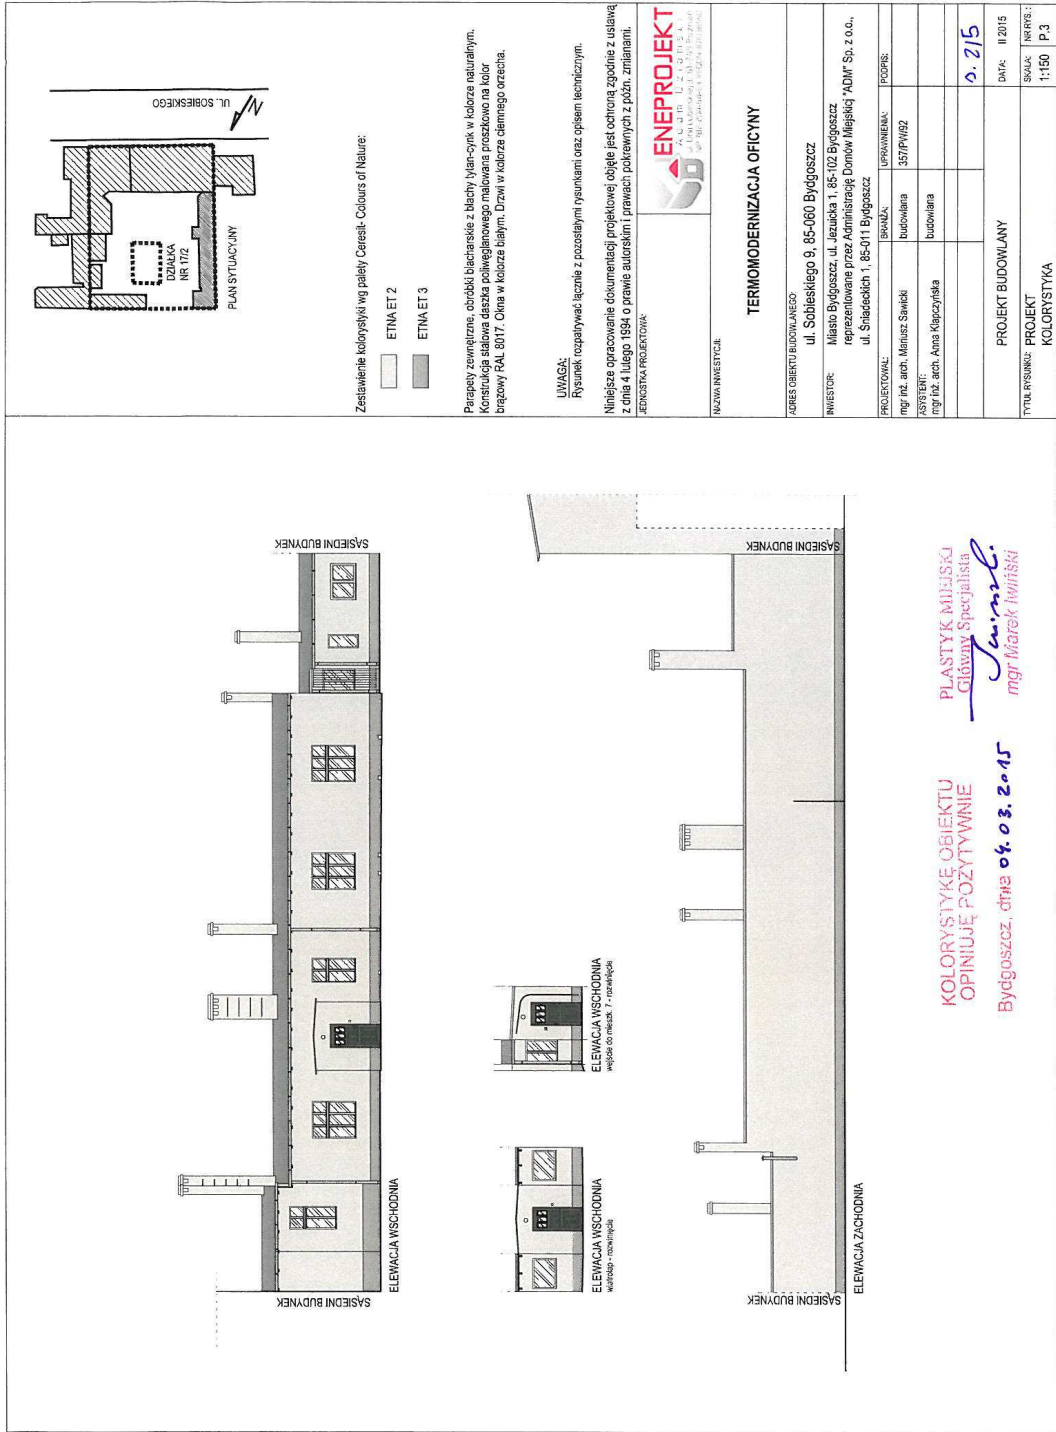 SĄSIEDNI BUDYNEK
SĄSIEDNI BUDYNEK
ELEWACJA WSCHODNIA
ELEWACJA WSCHODNIA
wiatrołap - rozwinięcie
ELEWACJA WSCHODNIA
wejście do mieszk. 7 - rozwinięcie
SĄSIEDNI BUDYNEK
SĄSIEDNI BUDYNEK
ELEWACJA ZACHODNIA
KOLORYSTYKĘ OBIEKTU
OPINIUJĘ POZYTYWNIE
Bydgoszcz, dnia 04.03.2015
PLASTYK MIEJSKI
Główny Specjalista
mgr Marek Iwiński
UL. SOBIESKIEGO
N
DZIAŁKA
NR 17/2
PLAN SYTUACYJNY
Zestawienie kolorystyki wg palety Ceresit- Colours of Nature:
ETNA ET 2
ETNA ET 3
Parapety zewnętrzne, obróbki blacharskie z blachy tytan-cynk w kolorze naturalnym.
Konstrukcja stalowa daszka poliwęglanowego malowana proszkowo na kolor
brązowy RAL 8017. Okna w kolorze białym. Drzwi w kolorze ciemnego orzecha.
UWAGA:
Rysunek rozpatrywać łącznie z pozostałymi rysunkami oraz opisem technicznym.
Niniejsze opracowanie dokumentacji projektowej objęte jest ochroną zgodnie z ustawą
z dnia 4 lutego 1994 o prawie autorskim i prawach pokrewnych z późn. zmianami.
JEDNOSTKA PROJEKTOWA:
ENEPROJEKT
NAZWA INWESTYCJI:
TERMOMODERNIZACJA OFICYNY
ADRES OBIEKTU BUDOWLANEGO:
ul. Sobieskiego 9, 85-060 Bydgoszcz
INWESTOR:
Miasto Bydgoszcz, ul. Jezuicka 1, 85-102 Bydgoszcz
reprezentowane przez Administrację Domów Miejskich "ADM" Sp. z o.o.,
ul. Śniadeckich 1, 85-011 Bydgoszcz
PROJEKTOWAŁ: BRANŻA: UPRAWNIENIA: PODPIS:
mgr inż. arch. Mariusz Sawicki budowlana 357/PW/92
ASYSTENT:
mgr inż. arch. Anna Kłapczyńska budowlana
PROJEKT BUDOWLANY
DATA: II 2015
TYTUŁ RYSUNKU: PROJEKT
KOLORYSTYKA
SKALA: 1:150
NR RYS.: P.3